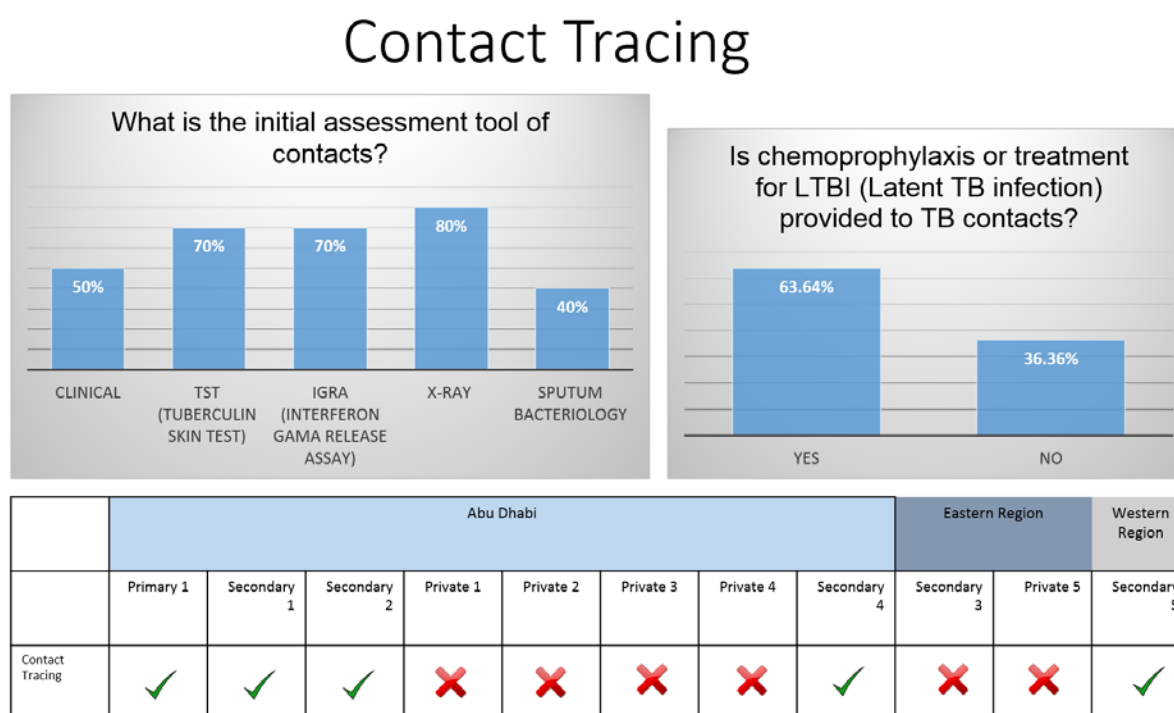 Contact Tracing
What is the initial assessment tool of
contacts?
50%
70%
70%
80%
40%
CLINICAL
TST
(TUBERCULIN
SKIN TEST)
IGRA
(INTERFERON
GAMA RELEASE
ASSAY)
X-RAY
SPUTUM
BACTERIOLOGY
Is chemoprophylaxis or treatment
for LTBI (Latent TB infection)
provided to TB contacts?
63.64%
36.36%
YES
NO
Abu Dhabi
Eastern Region
Western
Region
Primary 1
Secondary
1
Secondary
2
Private 1
Private 2
Private 3
Private 4
Secondary
4
Secondary
3
Private 5
Secondary
5
Contact
Tracing